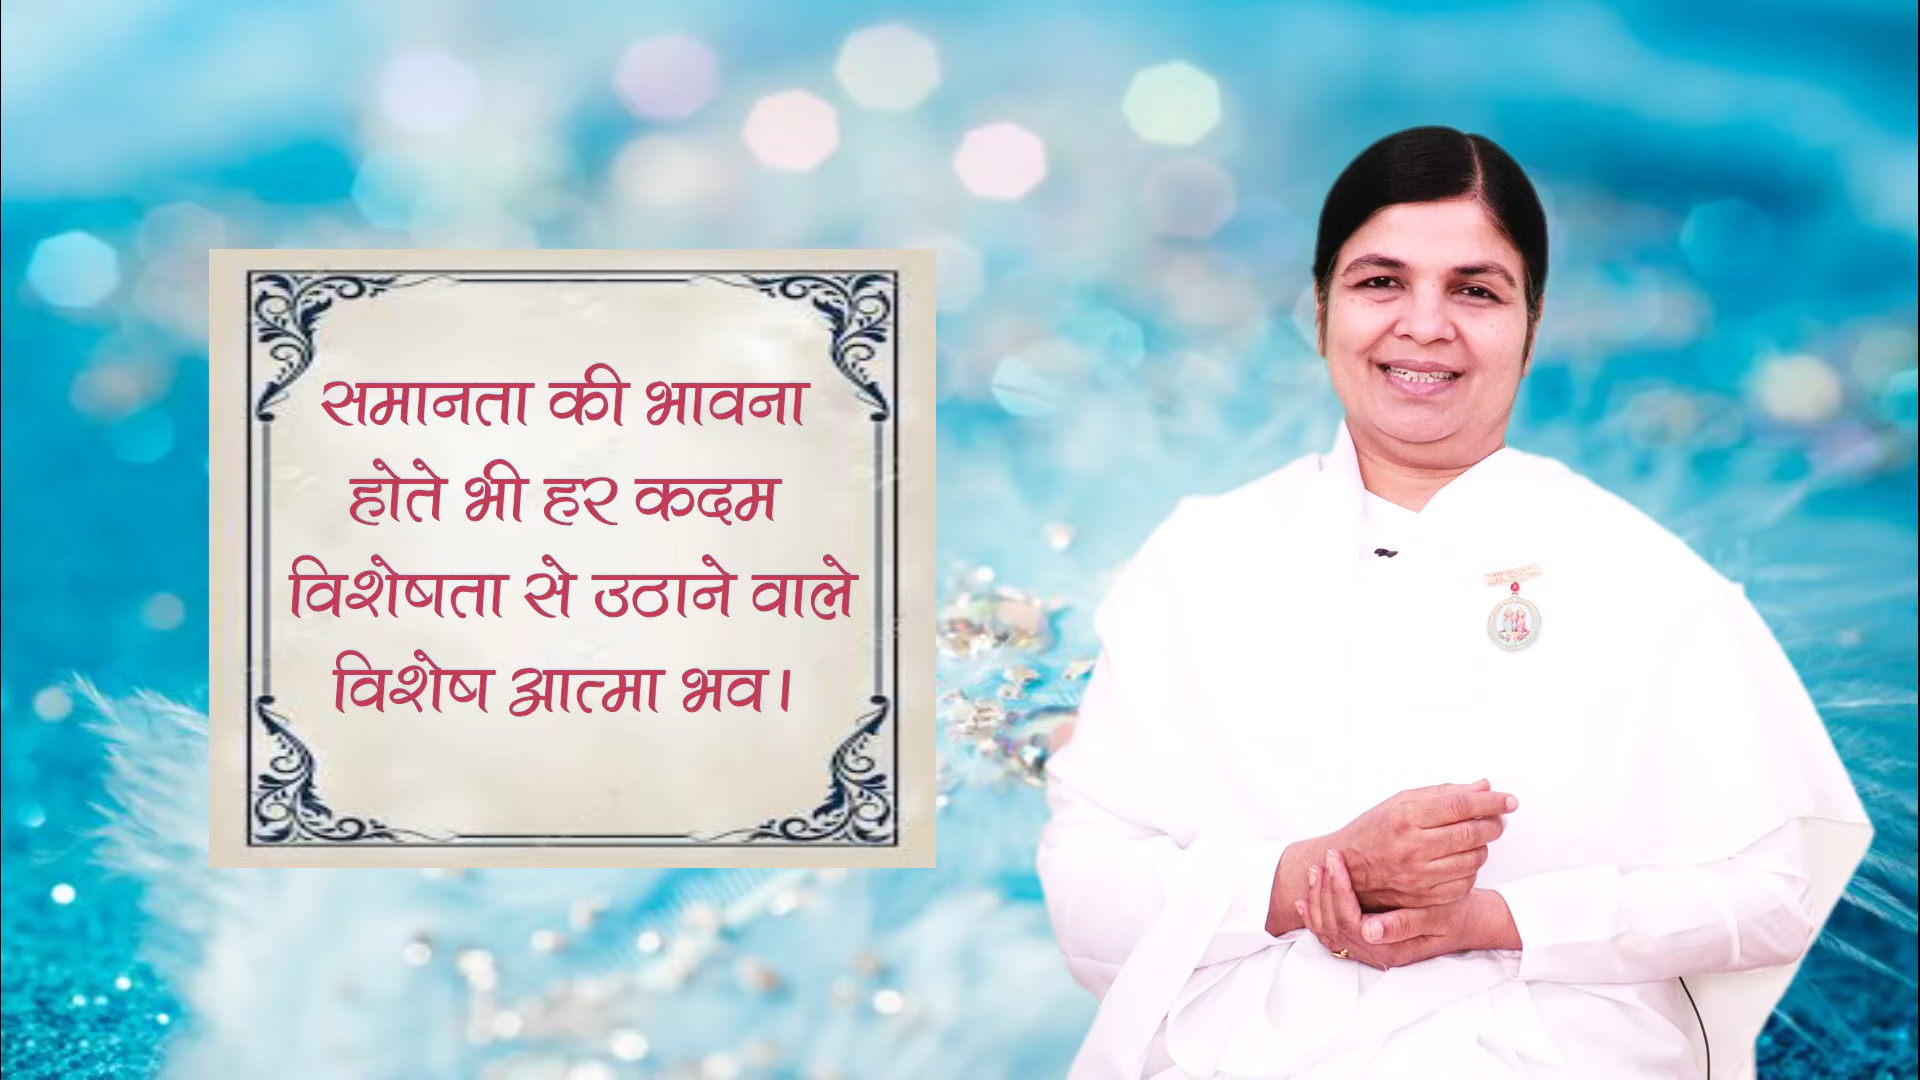 समानता की भावना
होते भी हर कदम
विशेषता से उठाने वाले
विशेष आत्मा भव।